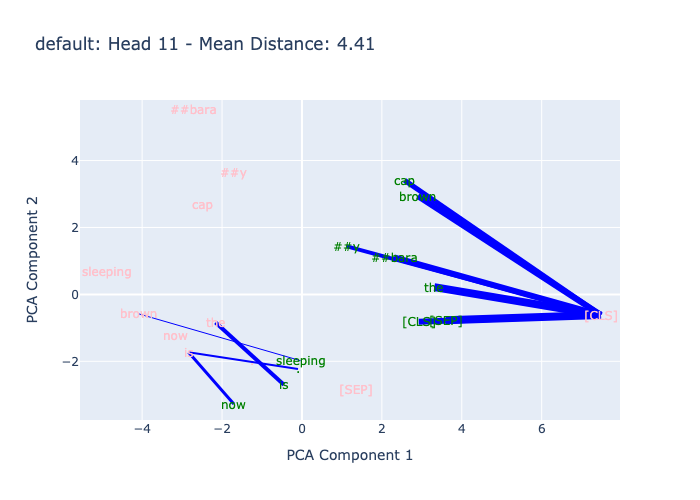 default: Head 11 - Mean Distance: 4.41
##bara
##y
cap
cap
brown
##y
##bara
sleeping
the
brown
the
[CLS]
[CLS]
[SEP]
now
sleeping
.
is
[SEP]
now
4
2
0
−2
−4
−2
0
2
4
6
PCA Component 1
PCA Component 2